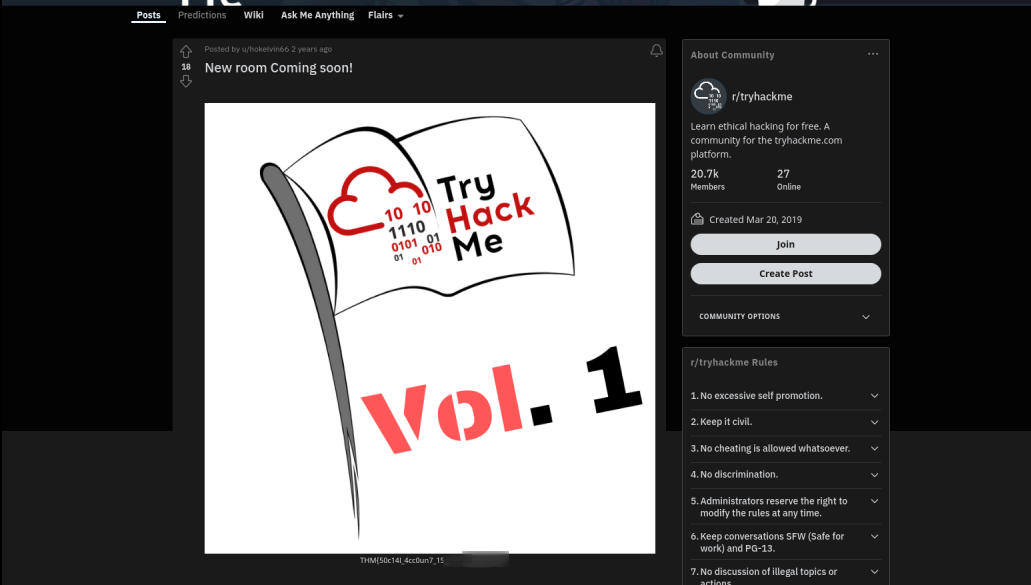 Posts Predictions Wiki Ask Me Anything Flairs
Posted by u/hokelvin66 2 years ago
18
New room Coming soon!
Try
Hack
Me
10 10
1110 01
0101 010
01 01
Vol. 1
THM{50c14l_4cc0un7_15
About Community
r/tryhackme
Learn ethical hacking for free. A
community for the tryhackme.com
platform.
20.7k 27
Members Online
Created Mar 20, 2019
Join
Create Post
COMMUNITY OPTIONS
r/tryhackme Rules
1. No excessive self promotion.
2. Keep it civil.
3. No cheating is allowed whatsoever.
4. No discrimination.
5. Administrators reserve the right to
modify the rules at any time.
6. Keep conversations SFW (Safe for
work) and PG-13.
7. No discussion of illegal topics or
actions